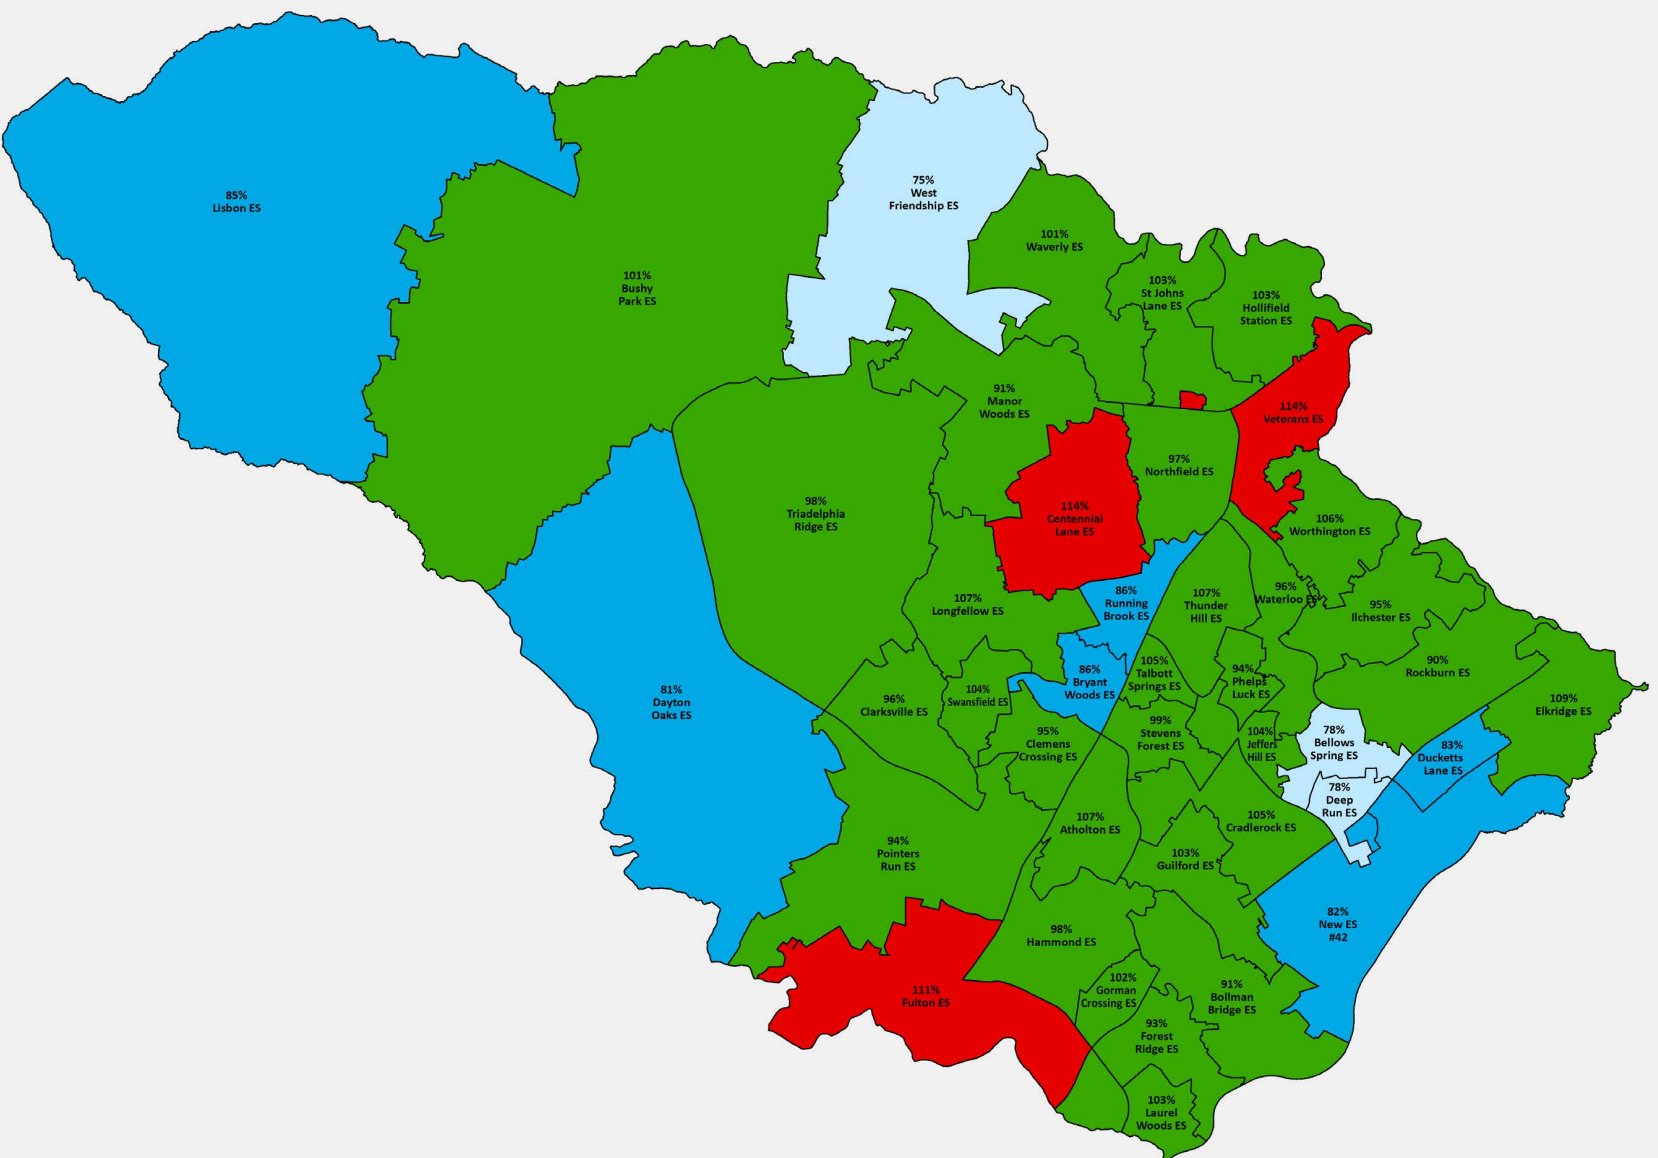 85%
Lisbon ES
101%
Bushy
Park ES
75%
West
Friendship ES
101%
Waverly ES
103%
St Johns
Lane ES
103%
Hollifield
Station ES
91%
Manor
Woods ES
114%
Veterans ES
97%
Northfield ES
98%
Triadelphia
Ridge ES
114%
Centennial
Lane ES
106%
Worthington ES
107%
Longfellow ES
86%
Running
Brook ES
107%
Thunder
Hill ES
96%
Waterloo ES
95%
Ilchester ES
81%
Dayton
Oaks ES
96%
Clarksville ES
104%
Swansfield ES
86%
Bryant
Woods ES
105%
Talbott
Springs ES
94%
Phelps
Luck ES
90%
Rockburn ES
109%
Elkridge ES
95%
Clemens
Crossing ES
99%
Stevens
Forest ES
104%
Jeffers
Hill ES
78%
Bellows
Spring ES
83%
Ducketts
Lane ES
78%
Deep
Run ES
94%
Pointers
Run ES
107%
Atholton ES
103%
Guilford ES
105%
Cradlerock ES
98%
Hammond ES
82%
New ES
#42
111%
Fulton ES
102%
Gorman
Crossing ES
91%
Bollman
Bridge ES
93%
Forest
Ridge ES
103%
Laurel
Woods ES